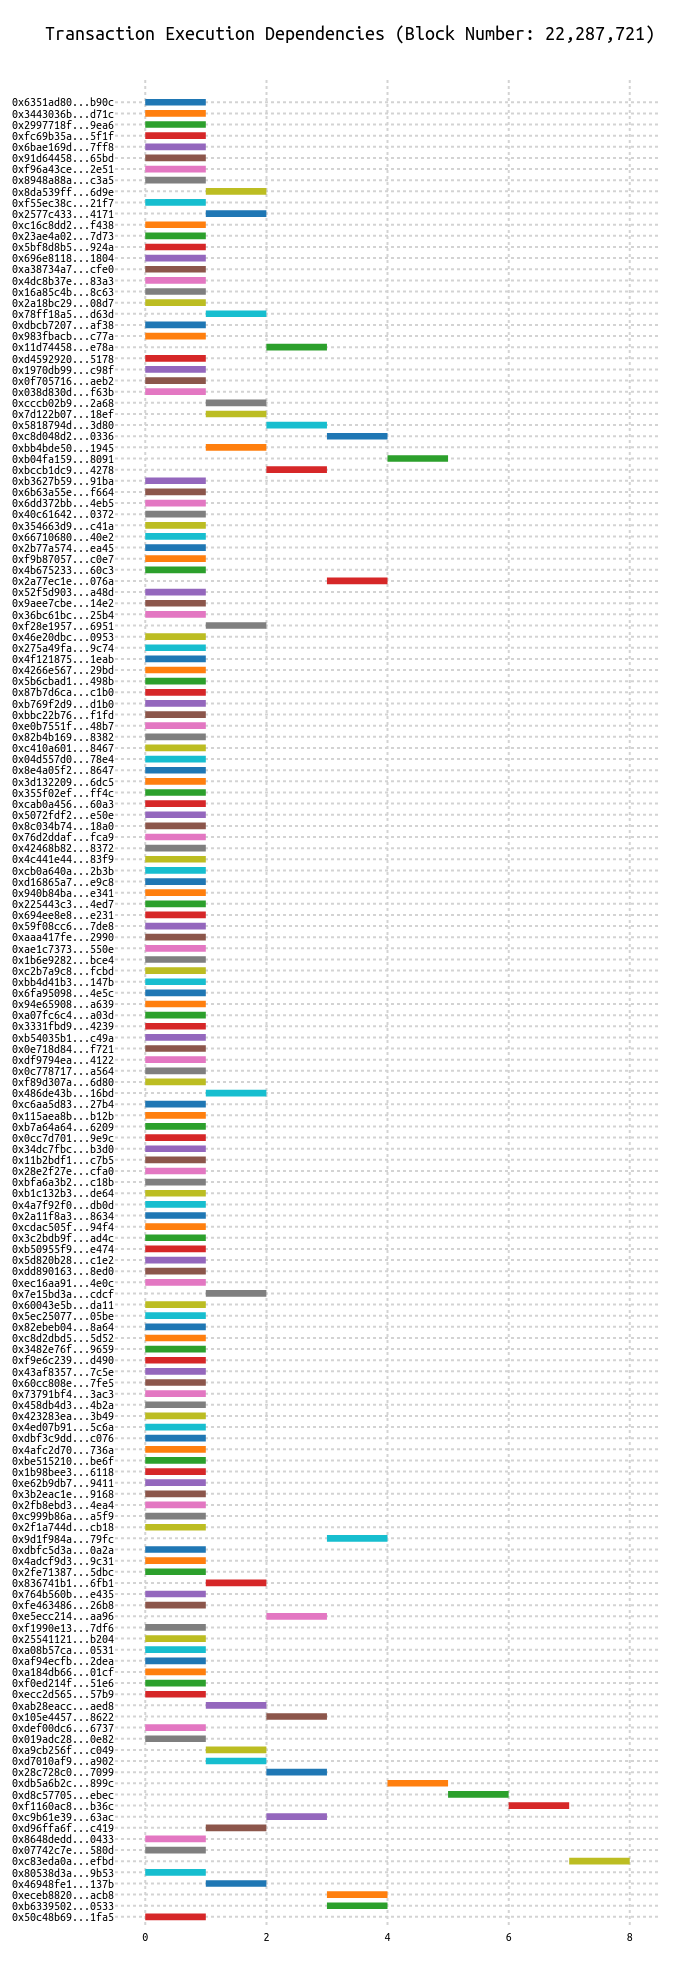 Transaction Execution Dependencies (Block Number: 22,287,721)
0x6351ad80...b90c
0x3443036b...d71c
0x2997718f...9ea6
0xfc69b35a...5f1f
0x6bae169d...7ff8
0x91d64458...65bd
0xf96a43ce...2e51
0x8948a88a...c3a5
0x8da539ff...6d9e
0xf55ec38c...21f7
0x2577c433...4171
0xc16c8dd2...f438
0x23ae4a02...7d73
0x5bf8d8b5...924a
0x696e8118...1804
0xa38734a7...cfe0
0x4dc8b37e...83a3
0x16a85c4b...8c63
0x2a18bc29...08d7
0x78ff18a5...d63d
0xdbcb7207...af38
0x983fbacb...c77a
0x11d74458...e78a
0xd4592920...5178
0x1970db99...c98f
0x0f705716...aeb2
0x038d830d...f63b
0xcccb02b9...2a68
0x7d122b07...18ef
0x5818794d...3d80
0xc8d048d2...0336
0xbb4bde50...1945
0xb04fa159...8091
0xbccb1dc9...4278
0xb3627b59...91ba
0x6b63a55e...f664
0x6dd372bb...4eb5
0x40c61642...0372
0x354663d9...c41a
0x66710680...40e2
0x2b77a574...ea45
0xf9b87057...c0e7
0x4b675233...60c3
0x2a77ec1e...076a
0x52f5d903...a48d
0x9aee7cbe...14e2
0x36bc61bc...25b4
0xf28e1957...6951
0x46e20dbc...0953
0x275a49fa...9c74
0x4f121875...1eab
0x4266e567...29bd
0x5b6cbad1...498b
0x87b7d6ca...c1b0
0xb769f2d9...d1b0
0xbbc22b76...f1fd
0xe0b7551f...48b7
0x82b4b169...8382
0xc410a601...8467
0x04d557d0...78e4
0x8e4a05f2...8647
0x3d132209...6dc5
0x355f02ef...ff4c
0xcab0a456...60a3
0x5072fdf2...e50e
0x8c034b74...18a0
0x76d2ddaf...fca9
0x42468b82...8372
0x4c441e44...83f9
0xcb0a640a...2b3b
0xd16865a7...e9c8
0x940b84ba...e341
0x225443c3...4ed7
0x694ee8e8...e231
0x59f08cc6...7de8
0xaaa417fe...2990
0xae1c7373...550e
0x1b6e9282...bce4
0xc2b7a9c8...fcbd
0xbb4d41b3...147b
0x6fa95098...4e5c
0x94e65908...a639
0xa07fc6c4...a03d
0x3331fbd9...4239
0xb54035b1...c49a
0x0e718d84...f721
0xdf9794ea...4122
0x0c778717...a564
0xf89d307a...6d80
0x486de43b...16bd
0xc6aa5d83...27b4
0x115aea8b...b12b
0xb7a64a64...6209
0x0cc7d701...9e9c
0x34dc7fbc...b3d0
0x11b2bdf1...c7b5
0x28e2f27e...cfa0
0xbfa6a3b2...c18b
0xb1c132b3...de64
0x4a7f92f0...db0d
0x2a11f8a3...8634
0xcdac505f...94f4
0x3c2bdb9f...ad4c
0xb50955f9...e474
0x5d820b28...c1e2
0xdd890163...8ed0
0xec16aa91...4e0c
0x7e15bd3a...cdcf
0x60043e5b...da11
0x5ec25077...05be
0x82ebeb04...8a64
0xc8d2dbd5...5d52
0x3482e76f...9659
0xf9e6c239...d490
0x43af8357...7c5e
0x60cc808e...7fe5
0x73791bf4...3ac3
0x458db4d3...4b2a
0x423283ea...3b49
0x4ed07b91...5c6a
0xdbf3c9dd...c076
0x4afc2d70...736a
0xbe515210...be6f
0x1b98bee3...6118
0xe62b9db7...9411
0x3b2eac1e...9168
0x2fb8ebd3...4ea4
0xc999b86a...a5f9
0x2f1a744d...cb18
0x9d1f984a...79fc
0xdbfc5d3a...0a2a
0x4adcf9d3...9c31
0x2fe71387...5dbc
0x836741b1...6fb1
0x764b560b...e435
0xfe463486...26b8
0xe5ecc214...aa96
0xf1990e13...7df6
0x25541121...b204
0xa08b57ca...0531
0xaf94ecfb...2dea
0xa184db66...01cf
0xf0ed214f...51e6
0xecc2d565...57b9
0xab28eacc...aed8
0x105e4457...8622
0xdef00dc6...6737
0x019adc28...0e82
0xa9cb256f...c049
0xd7010af9...a902
0x28c728c0...7099
0xdb5a6b2c...899c
0xd8c57705...ebec
0xf1160ac8...b36c
0xc9b61e39...63ac
0xd96ffa6f...c419
0x8648dedd...0433
0x07742c7e...580d
0xc83eda0a...efbd
0x80538d3a...9b53
0x46948fe1...137b
0xeceb8820...acb8
0xb6339502...0533
0x50c48b69...1fa5
0 2 4 6 8